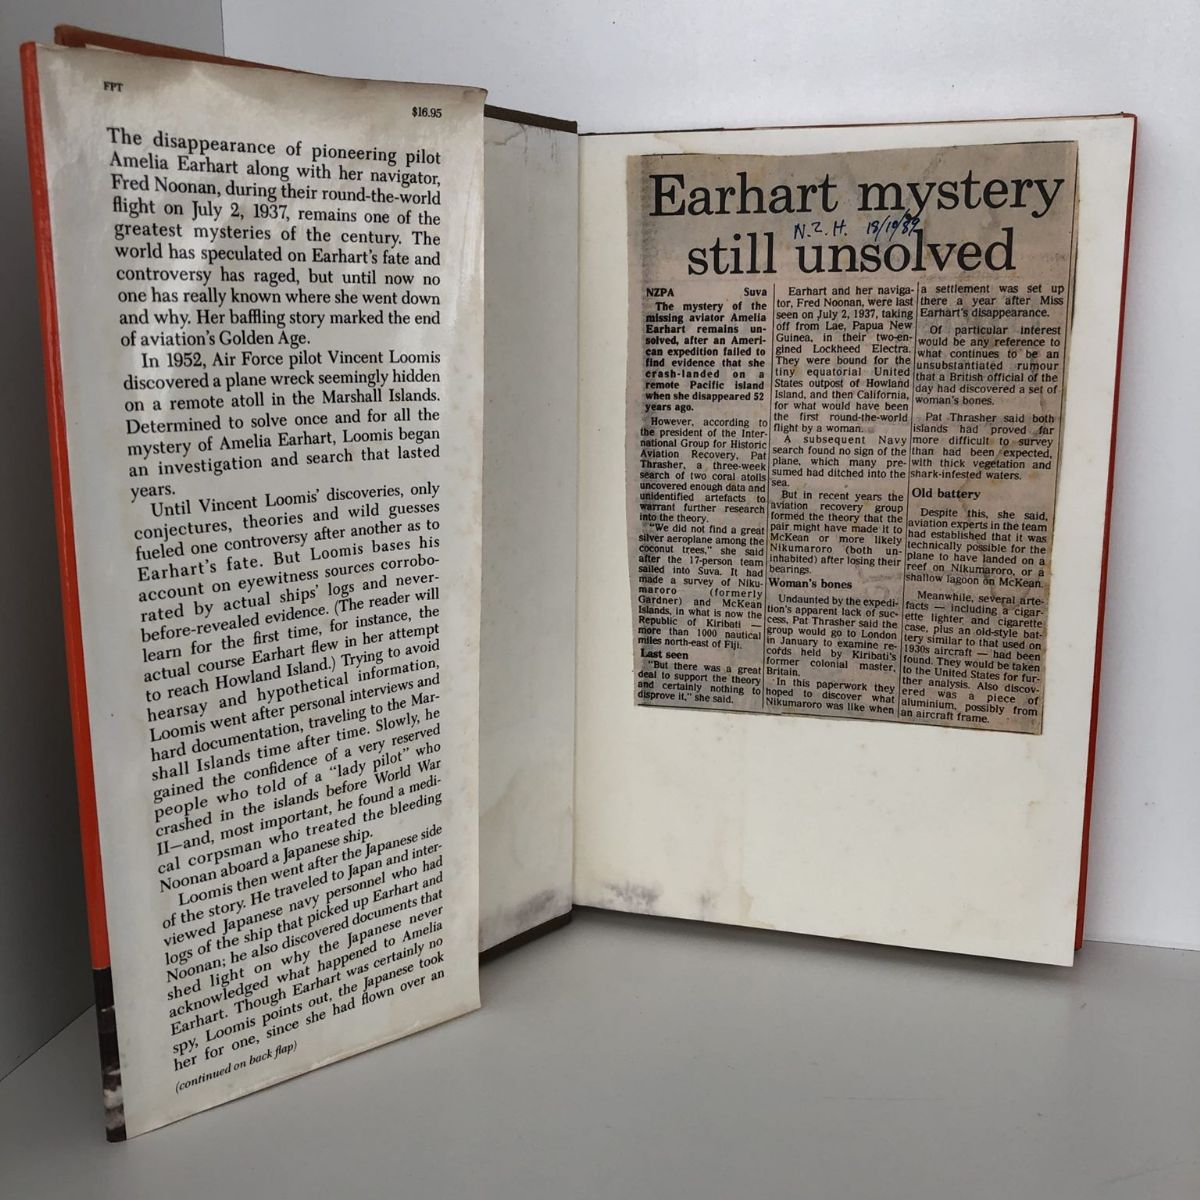 FPT
$16.95
The disappearance of pioneering pilot
Amelia Earhart along with her navigator,
Fred Noonan, during their round-the-world
flight on July 2, 1937, remains one of the
greatest mysteries of the century. The
world has speculated on Earhart's fate and
controversy has raged, but until now no
one has really known where she went down
and why. Her baffling story marked the end
of aviation's Golden Age.
In 1952, Air Force pilot Vincent Loomis
discovered a plane wreck seemingly hidden
on a remote atoll in the Marshall Islands.
Determined to solve once and for all the
mystery of Amelia Earhart, Loomis began
an investigation and search that lasted
years.
Until Vincent Loomis' discoveries, only
conjectures, theories and wild guesses
fueled one controversy after another as to
Earhart's fate. But Loomis bases his
account on eyewitness sources corrobo-
rated by actual ships' logs and never-
before-revealed evidence. (The reader will
learn for the first time, for instance, the
actual course Earhart flew in her attempt
to reach Howland Island.) Trying to avoid
hearsay and hypothetical information,
Loomis went after personal interviews and
hard documentation, traveling to the Mar-
shall Islands time after time. Slowly, he
gained the confidence of a very reserved
people who told of a "lady pilot" who
crashed in the islands before World War
II—and, most important, he found a medi-
cal corpsman who treated the bleeding
Noonan aboard a Japanese ship.
Loomis then went after the Japanese side
of the story. He traveled to Japan and inter-
viewed Japanese navy personnel who had
logs of the ship that picked up Earhart and
Noonan; he also discovered documents that
shed light on why the Japanese never
acknowledged what happened to Amelia
Earhart. Though Earhart was certainly no
spy, Loomis points out, the Japanese took
her for one, since she had flown over an
(continued on back flap)
Earhart mystery
N.Z.H. 18/10/89
still unsolved
NZPA Suva
The mystery of the
missing aviator Amelia
Earhart remains un-
solved, after an Ameri-
can expedition failed to
find evidence that she
crash-landed on a
remote Pacific island
when she disappeared 52
years ago.
However, according to
the president of the Inter-
national Group for Historic
Aviation Recovery, Pat
Thrasher, a three-week
search of two coral atolls
uncovered enough data and
unidentified artefacts to
warrant further research
into the theory.
"We did not find a great
silver aeroplane among the
coconut trees," she said
after the 17-person team
sailed into Suva. It had
made a survey of Niku-
maroro (formerly
Gardner) and McKean
Islands, in what is now the
Republic of Kiribati —
more than 1000 nautical
miles north-east of Fiji.
Last seen
"But there was a great
deal to support the theory
and certainly nothing to
disprove it," she said.
Earhart and her naviga-
tor, Fred Noonan, were last
seen on July 2, 1937, taking
off from Lae, Papua New
Guinea, in their two-en-
gined Lockheed Electra.
They were bound for the
tiny equatorial United
States outpost of Howland
Island, and then California,
for what would have been
the first round-the-world
flight by a woman.
A subsequent Navy
search found no sign of the
plane, which many pre-
sumed had ditched into the
sea.
But in recent years the
aviation recovery group
formed the theory that the
pair might have made it to
McKean or more likely
Nikumaroro (both un-
inhabited) after losing their
bearings.
Woman's bones
Undaunted by the expedi-
tion's apparent lack of suc-
cess, Pat Thrasher said the
group would go to London
in January to examine re-
cords held by Kiribati's
former colonial master,
Britain.
In this paperwork they
hoped to discover what
Nikumaroro was like when
a settlement was set up
there a year after Miss
Earhart's disappearance.
Of particular interest
would be any reference to
what continues to be an
unsubstantiated rumour
that a British official of the
day had discovered a set of
woman's bones.
Pat Thrasher said both
islands had proved far
more difficult to survey
than had been expected,
with thick vegetation and
shark-infested waters.
Old battery
Despite this, she said,
aviation experts in the team
had established that it was
technically possible for the
plane to have landed on a
reef on Nikumaroro, or a
shallow lagoon on McKean.
Meanwhile, several arte-
facts — including a cigar-
ette lighter and cigarette
case, plus an old-style bat-
tery similar to that used on
1930s aircraft — had been
found. They would be taken
to the United States for fur-
ther analysis. Also discov-
ered was a piece of
aluminium, possibly from
an aircraft frame.